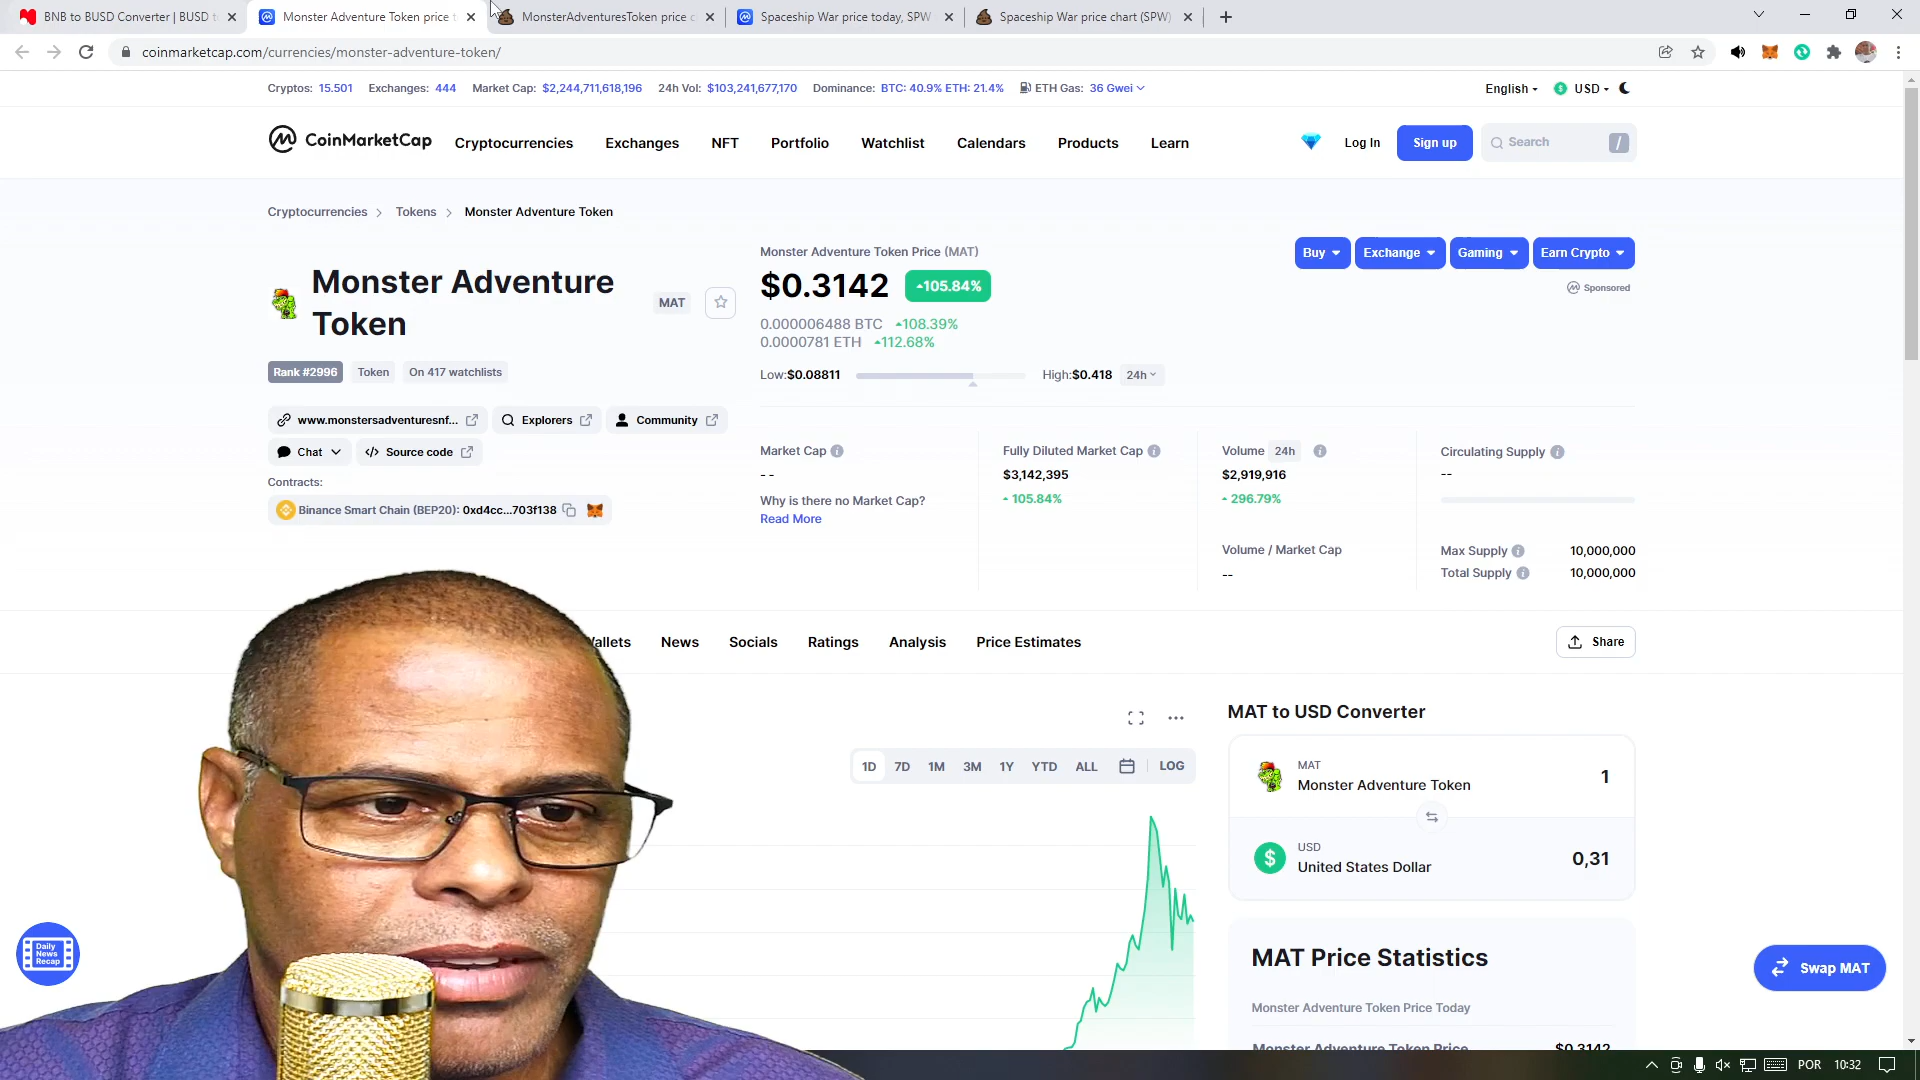 BNB to BUSD Converter | BUSD t
Monster Adventure Token price t
MonsterAdventuresToken price c
Spaceship War price today, SPW
Spaceship War price chart (SPW)
coinmarketcap.com/currencies/monster-adventure-token/
Cryptos: 15.501 Exchanges: 444 Market Cap: $2,244,711,618,196 24h Vol: $103,241,677,170 Dominance: BTC: 40.9% ETH: 21.4% ETH Gas: 36 Gwei
English USD
CoinMarketCap Cryptocurrencies Exchanges NFT Portfolio Watchlist Calendars Products Learn Log In Sign up Search /
Cryptocurrencies > Tokens > Monster Adventure Token
Monster Adventure
Token
MAT
Rank #2996 Token On 417 watchlists
www.monstersadventuresnf... Explorers Community
Chat Source code
Contracts:
Binance Smart Chain (BEP20): 0xd4cc...703f138
Monster Adventure Token Price (MAT)
$0.3142 105.84%
0.000006488 BTC 108.39%
0.0000781 ETH 112.68%
Low:$0.08811 High:$0.418 24h
Buy Exchange Gaming Earn Crypto
Sponsored
Market Cap
- -
Why is there no Market Cap?
Read More
Fully Diluted Market Cap
$3,142,395
105.84%
Volume 24h
$2,919,916
296.79%
Volume / Market Cap
--
Circulating Supply
--
Max Supply 10,000,000
Total Supply 10,000,000
Wallets News Socials Ratings Analysis Price Estimates Share
1D 7D 1M 3M 1Y YTD ALL LOG
MAT to USD Converter
MAT
Monster Adventure Token 1
USD
United States Dollar 0,31
MAT Price Statistics
Monster Adventure Token Price Today
Monster Adventure Token Price $0.3142
Daily
News
Recap
Swap MAT
POR 10:32